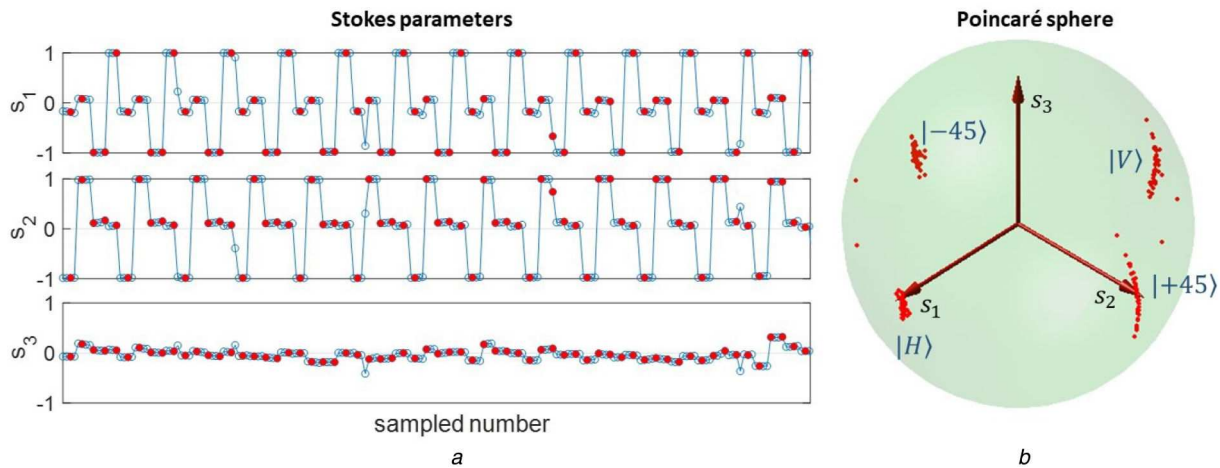 Stokes parameters
1
0
-1
s1
1
0
-1
s2
1
0
-1
s3
sampled number
a
Poincaré sphere
s3
|−45⟩
|V⟩
s1
s2
|+45⟩
|H⟩
b